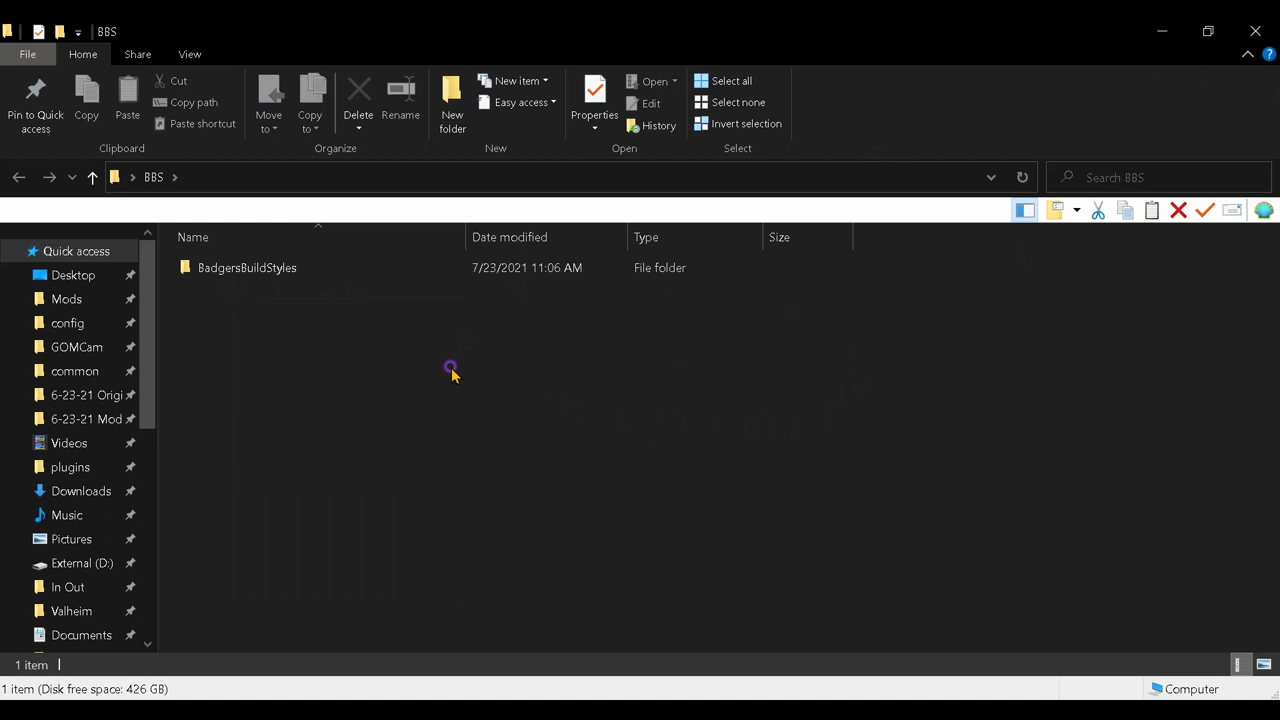 BBS
File Home Share View
Pin to Quick access
Copy
Paste
Cut
Copy path
Paste shortcut
Clipboard
Move to
Copy to
Delete
Rename
Organize
New folder
New item
Easy access
New
Properties
Open
Edit
History
Open
Select all
Select none
Invert selection
Select
BBS
Search BBS
Name Date modified Type Size
BadgersBuildStyles 7/23/2021 11:06 AM File folder
Quick access
Desktop
Mods
config
GOMCam
common
6-23-21 Origi
6-23-21 Mod
Videos
plugins
Downloads
Music
Pictures
External (D:)
In Out
Valheim
Documents
1 item
1 item (Disk free space: 426 GB)
Computer